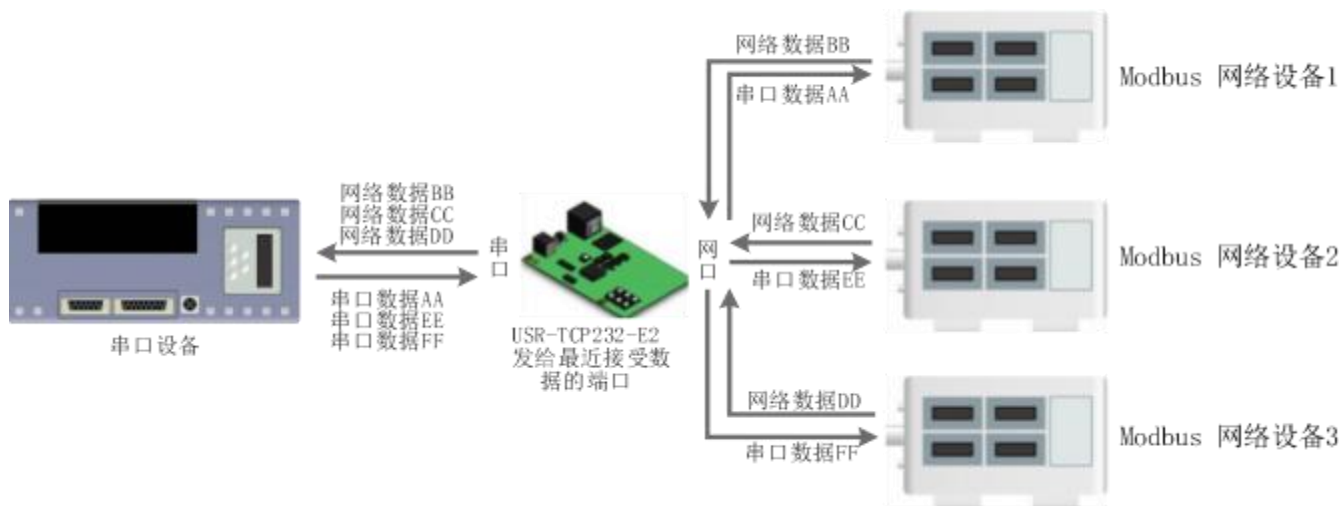 网络数据BB
网络数据CC
网络数据DD
串口数据AA
串口数据EE
串口数据FF
串口设备
串
口
USR-TCP232-E2
发给最近接受数
据的端口
网
口
网络数据BB
串口数据AA
Modbus 网络设备1
网络数据CC
串口数据EE
Modbus 网络设备2
网络数据DD
串口数据FF
Modbus 网络设备3